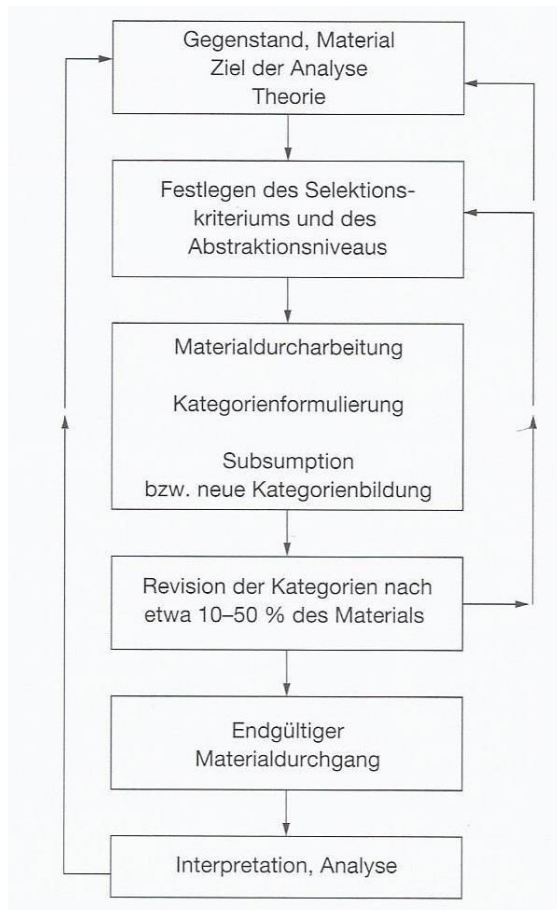 Gegenstand, Material
Ziel der Analyse
Theorie
Festlegen des Selektions-
kriteriums und des
Abstraktionsniveaus
Materialdurcharbeitung
Kategorienformulierung
Subsumption
bzw. neue Kategorienbildung
Revision der Kategorien nach
etwa 10–50 % des Materials
Endgültiger
Materialdurchgang
Interpretation, Analyse